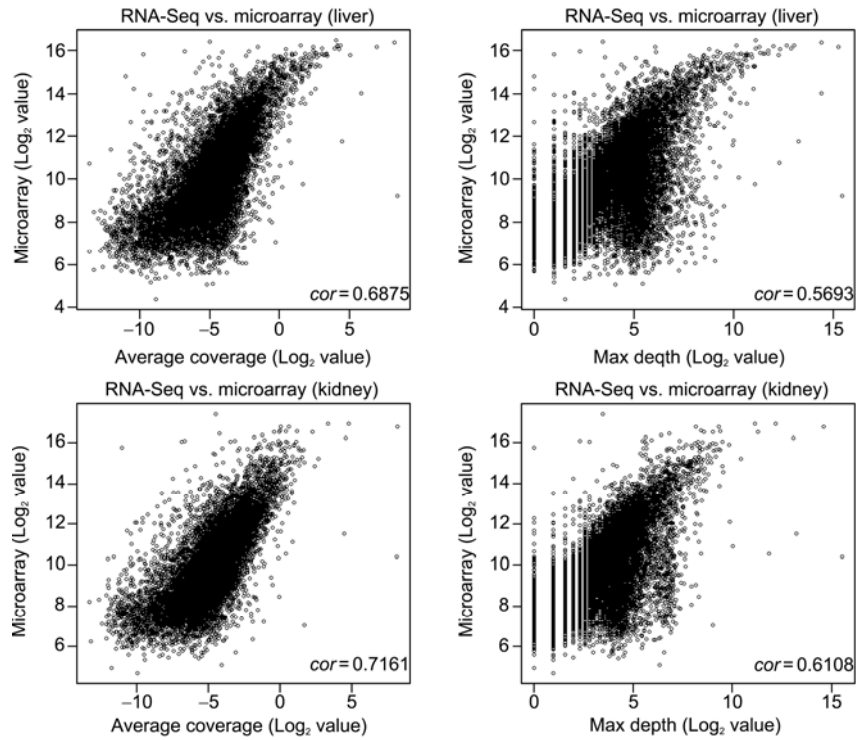 RNA-Seq vs. microarray (liver)
Microarray (Log₂ value)
16
14
12
10
8
6
4
cor = 0.6875
−10 −5 0 5
Average coverage (Log₂ value)
RNA-Seq vs. microarray (liver)
Microarray (Log₂ value)
16
14
12
10
8
6
4
cor = 0.5693
0 5 10 15
Max deqth (Log₂ value)
RNA-Seq vs. microarray (kidney)
Microarray (Log₂ value)
16
14
12
10
8
6
cor = 0.7161
−10 −5 0 5
Average coverage (Log₂ value)
RNA-Seq vs. microarray (kidney)
Microarray (Log₂ value)
16
14
12
10
8
6
cor = 0.6108
0 5 10 15
Max depth (Log₂ value)